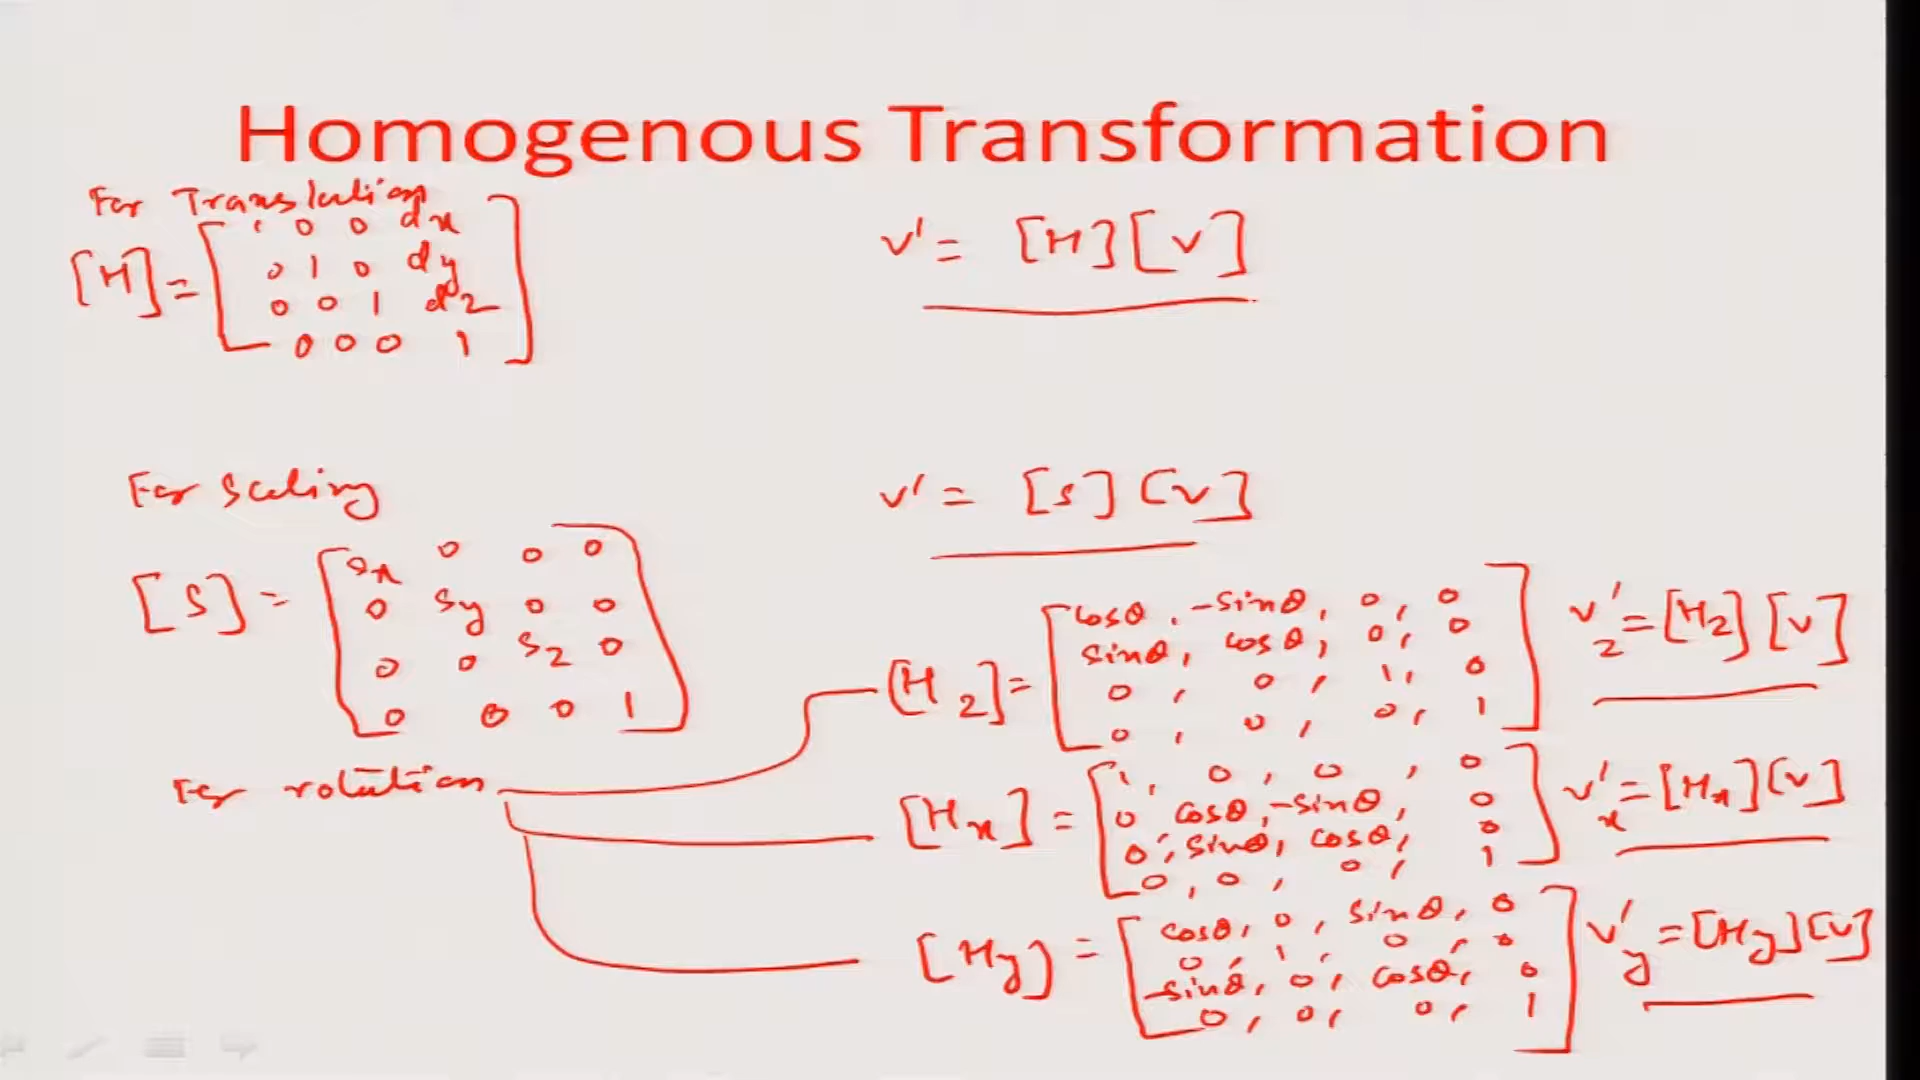 Homogenous Transformation
For Translation
[H] = [1 0 0 dx
0 1 0 dy
0 0 1 dz
0 0 0 1]
v' = [H][v]
For scaling
v' = [s][v]
[S] = [sx 0 0 0
0 sy 0 0
0 0 sz 0
0 0 0 1]
For rotation
[Hz] = [cosθ, -sinθ, 0, 0
sinθ, cosθ, 0, 0
0, 0, 1, 0
0, 0, 0, 1]
v'z = [Hz][v]
[Hx] = [1, 0, 0, 0
0 cosθ, -sinθ, 0
0, sinθ, cosθ, 0
0, 0, 0, 1]
v'x = [Hx][v]
[Hy] = [cosθ, 0, sinθ, 0
0, 1, 0, 0
-sinθ, 0, cosθ, 0
0, 0, 0, 1]
v'y = [Hy][v]